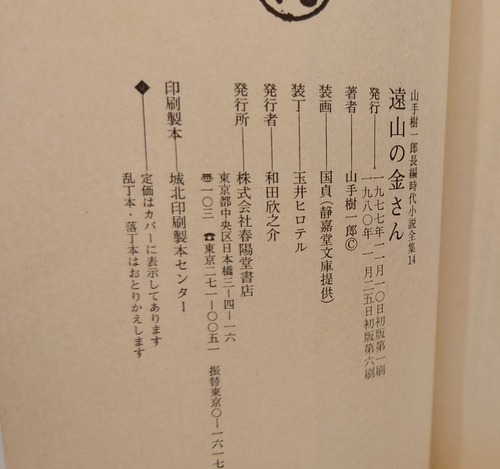 山手樹一郎長編時代小説全集14
遠山の金さん
発行——一九七七年一一月一〇日初版第一刷
一九八〇年 一月二五日初版第六刷
著者——山手樹一郎©
装画——国貞(静嘉堂文庫提供)
装丁——玉井ヒロテル
発行者——和田欣之介
発行所——株式会社春陽堂書店
東京都中央区日本橋三—四—一六
〒一〇三 ☎東京二七一—〇〇五一 振替東京〇—一六一七
印刷製本——城北印刷製本センター
定価はカバーに表示してあります
乱丁本・落丁本はおとりかえします